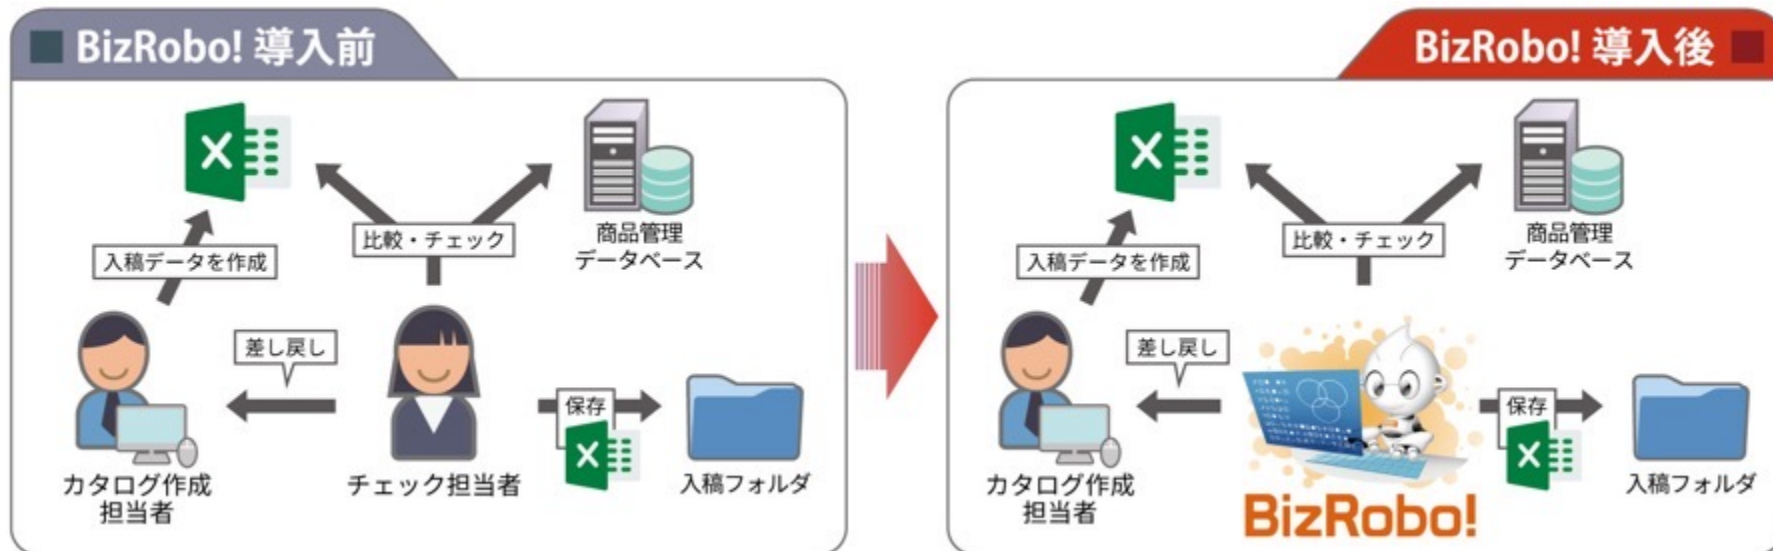 BizRobo! 導入前
入稿データを作成
比較・チェック
商品管理
データベース
差し戻し
保存
カタログ作成
担当者
チェック担当者
入稿フォルダ
BizRobo! 導入後
入稿データを作成
比較・チェック
商品管理
データベース
差し戻し
保存
カタログ作成
担当者
BizRobo!
入稿フォルダ